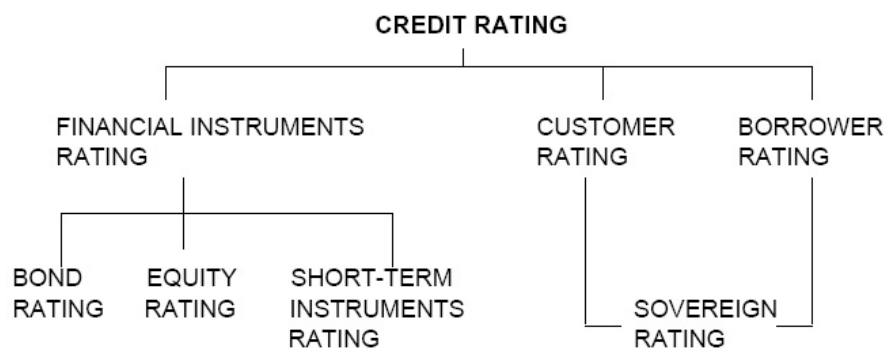 CREDIT RATING
FINANCIAL INSTRUMENTS
RATING
CUSTOMER
RATING
BORROWER
RATING
BOND
RATING
EQUITY
RATING
SHORT-TERM
INSTRUMENTS
RATING
SOVEREIGN
RATING